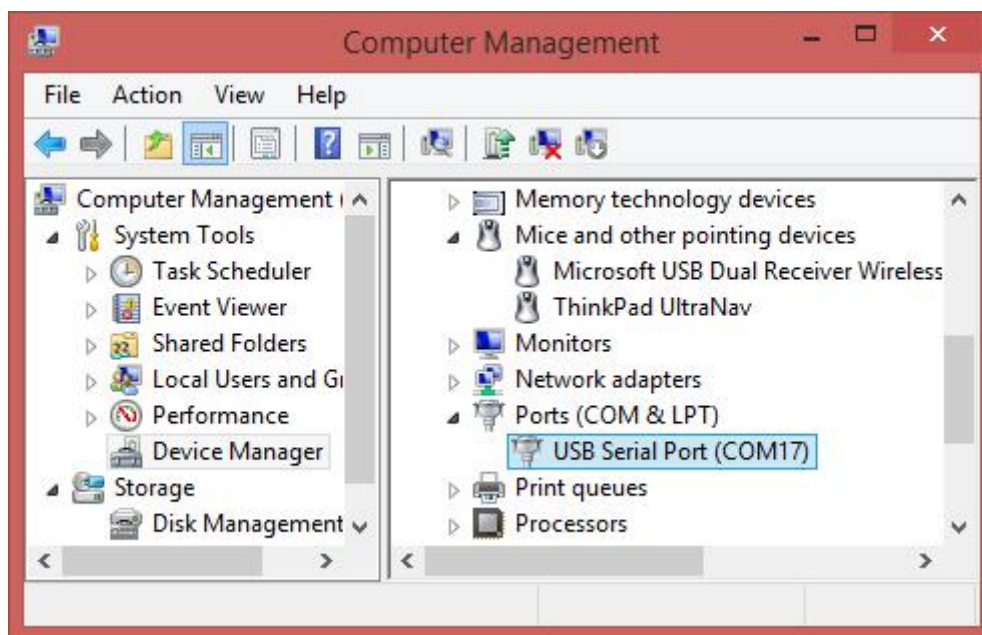 Computer Management
File Action View Help
Computer Management (
System Tools
Task Scheduler
Event Viewer
Shared Folders
Local Users and Gr
Performance
Device Manager
Storage
Disk Management
Memory technology devices
Mice and other pointing devices
Microsoft USB Dual Receiver Wireless
ThinkPad UltraNav
Monitors
Network adapters
Ports (COM & LPT)
USB Serial Port (COM17)
Print queues
Processors